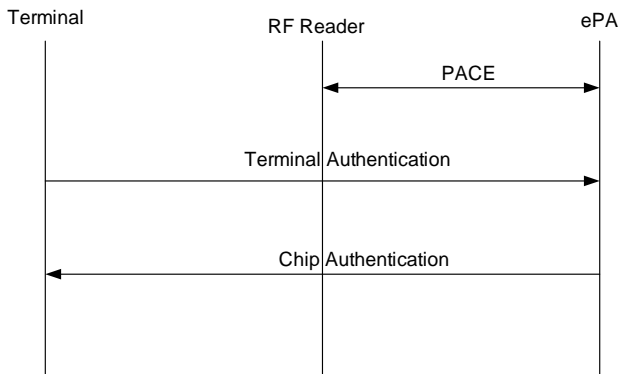 Terminal
RF Reader
ePA
PACE
Terminal Authentication
Chip Authentication